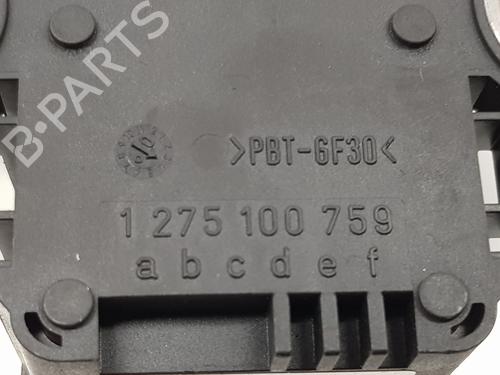 B-PARTS
>PBT-GF30<
1 275 100 759
a b c d e f